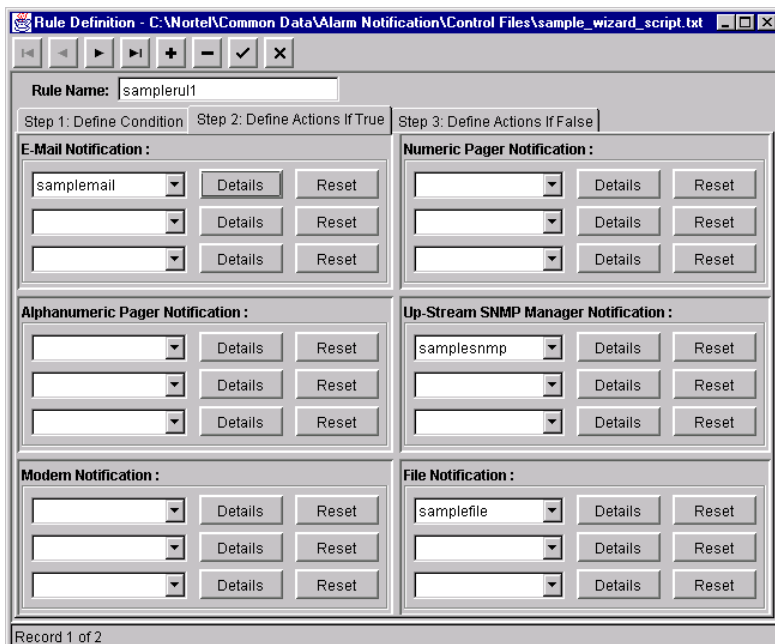 Rule Definition - C:\Nortel\Common Data\Alarm Notification\Control Files\sample_wizard_script.txt
Rule Name: samplerul1
Step 1: Define Condition Step 2: Define Actions If True Step 3: Define Actions If False
E-Mail Notification :
samplemail Details Reset
Details Reset
Details Reset
Numeric Pager Notification :
Details Reset
Details Reset
Details Reset
Alphanumeric Pager Notification :
Details Reset
Details Reset
Details Reset
Up-Stream SNMP Manager Notification :
samplesnmp Details Reset
Details Reset
Details Reset
Modem Notification :
Details Reset
Details Reset
Details Reset
File Notification :
samplefile Details Reset
Details Reset
Details Reset
Record 1 of 2